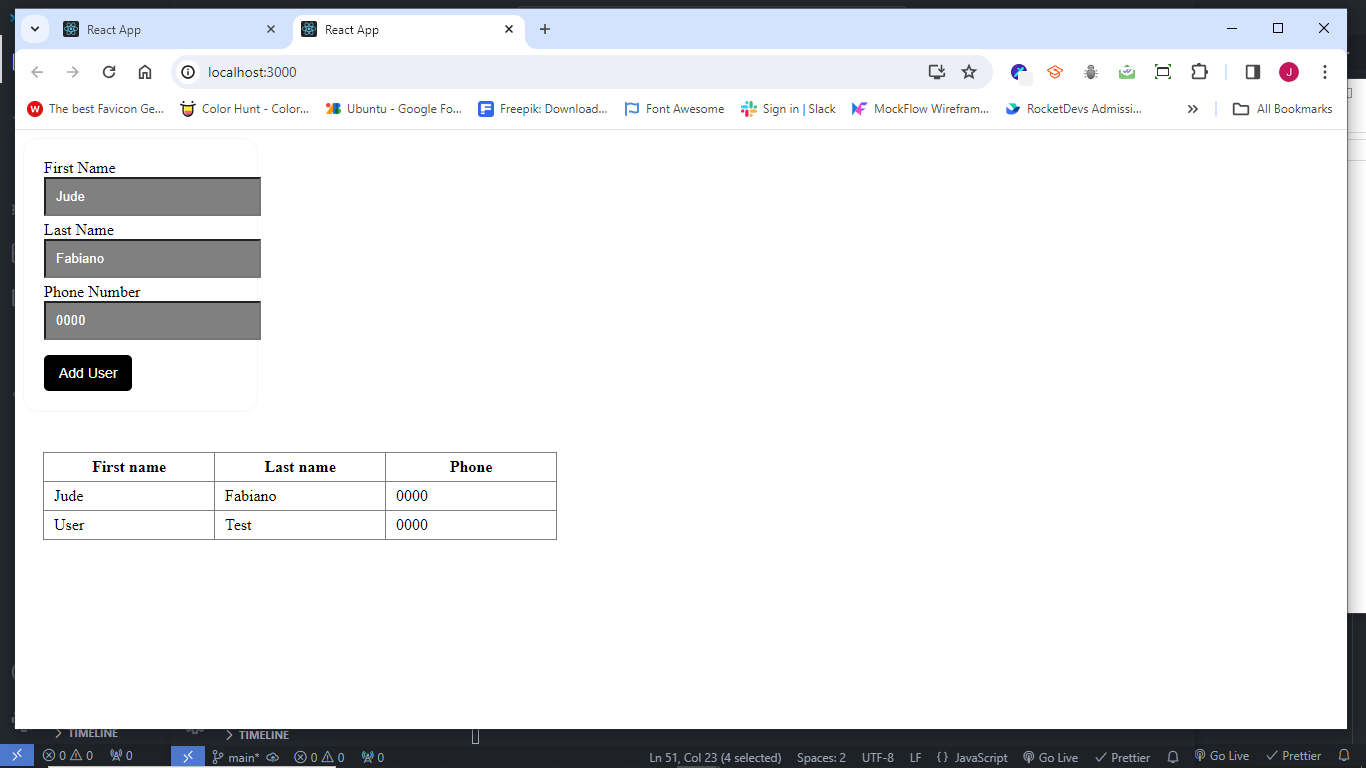 React App
React App
localhost:3000
J
The best Favicon Ge...
Color Hunt - Color...
Ubuntu - Google Fo...
Freepik: Download...
Font Awesome
Sign in | Slack
MockFlow Wirefram...
RocketDevs Admissi...
All Bookmarks
First Name
Jude
Last Name
Fabiano
Phone Number
0000
Add User
First name Last name Phone
Jude Fabiano 0000
User Test 0000
TIMELINE
TIMELINE
0 0 0
main* 0 0 0
Ln 51, Col 23 (4 selected) Spaces: 2 UTF-8 LF {} JavaScript Go Live Prettier
Go Live Prettier